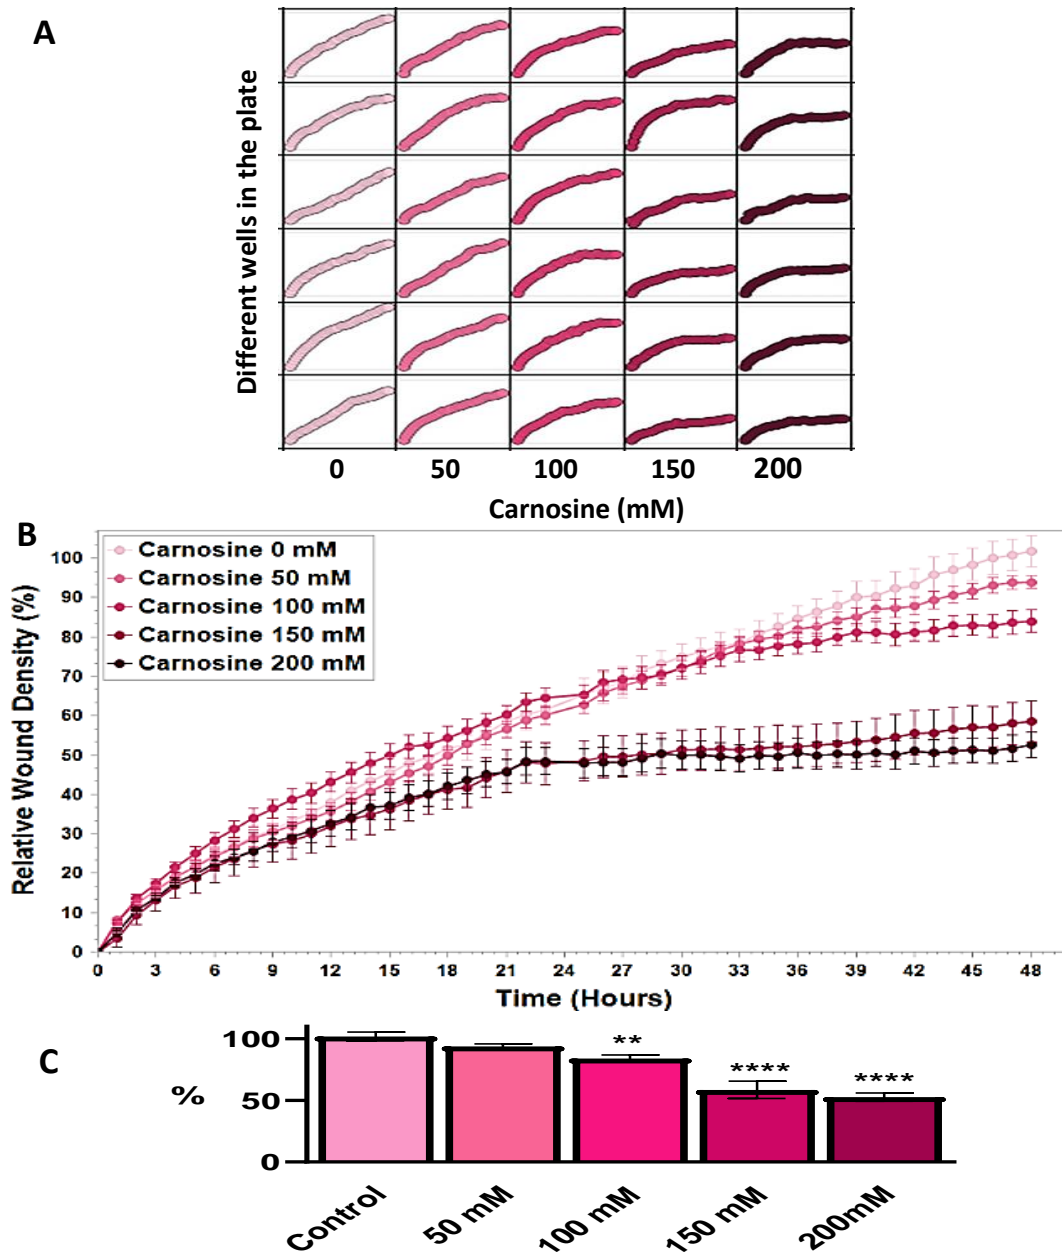 A
Different wells in the plate
0 50 100 150 200
Carnosine (mM)
B
Carnosine 0 mM
Carnosine 50 mM
Carnosine 100 mM
Carnosine 150 mM
Carnosine 200 mM
Relative Wound Density (%)
100
90
80
70
60
50
40
30
20
10
0
0 3 6 9 12 15 18 21 24 27 30 33 36 39 42 45 48
Time (Hours)
C
%
100
50
0
**
****
****
Control
50 mM
100 mM
150 mM
200mM